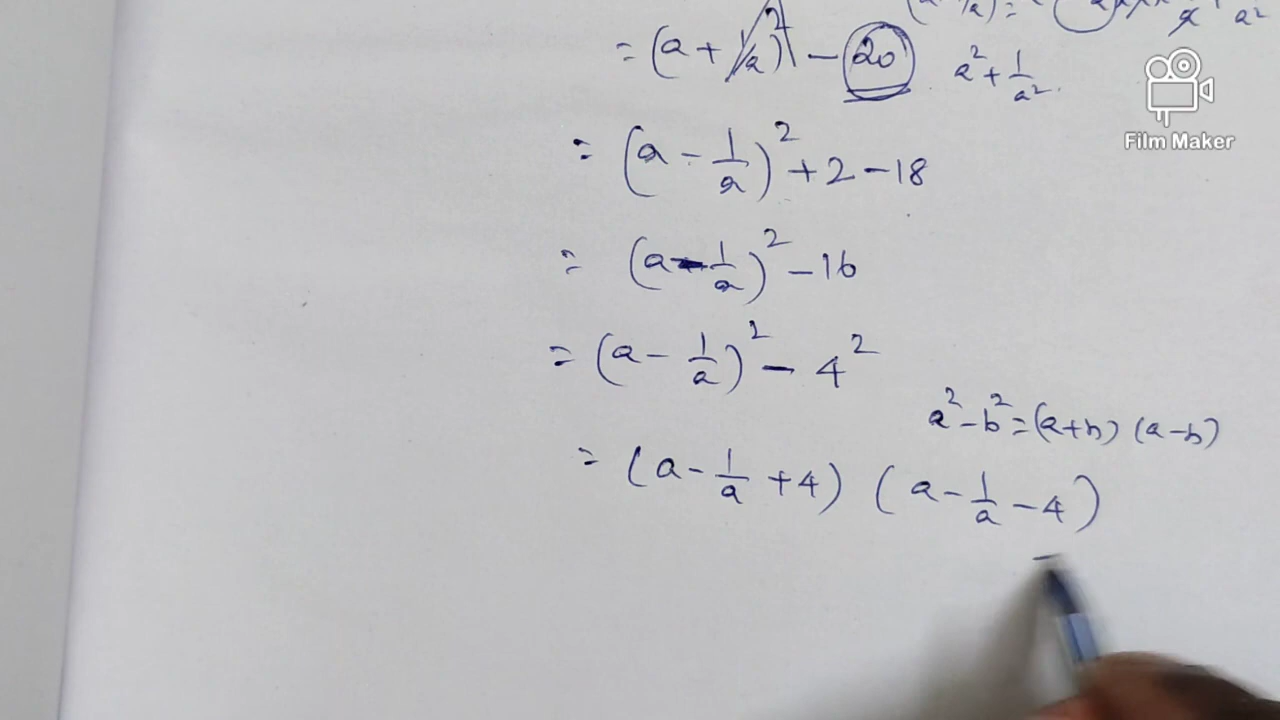 = (a + 1/a)² - 20 a² + 1/a²
Film Maker
= (a - 1/a)² + 2 - 18
= (a - 1/a)² - 16
= (a - 1/a)² - 4²
a² - b² = (a+b) (a-b)
= (a - 1/a + 4) (a - 1/a - 4)